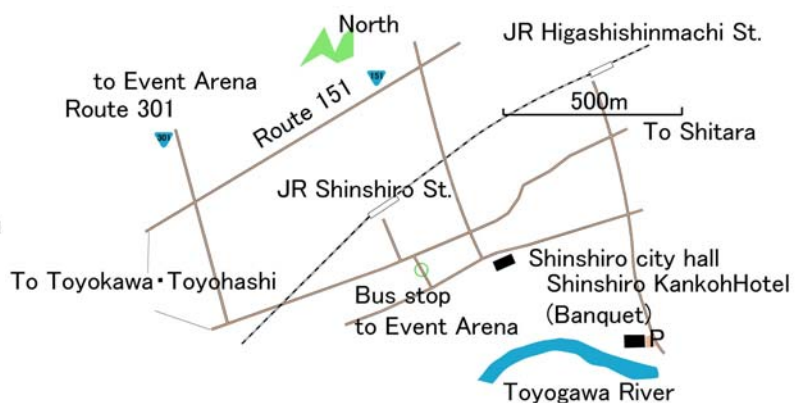 North
JR Higashishinmachi St.
to Event Arena
Route 301
151
Route 151
500m
301
To Shitara
JR Shinshiro St.
Shinshiro city hall
To Toyokawa・Toyohashi
Shinshiro KankohHotel
Bus stop
(Banquet)
to Event Arena
P
Toyogawa River